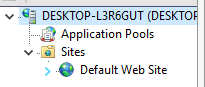 DESKTOP-L3R6GUT (DESKTOP
Application Pools
Sites
Default Web Site